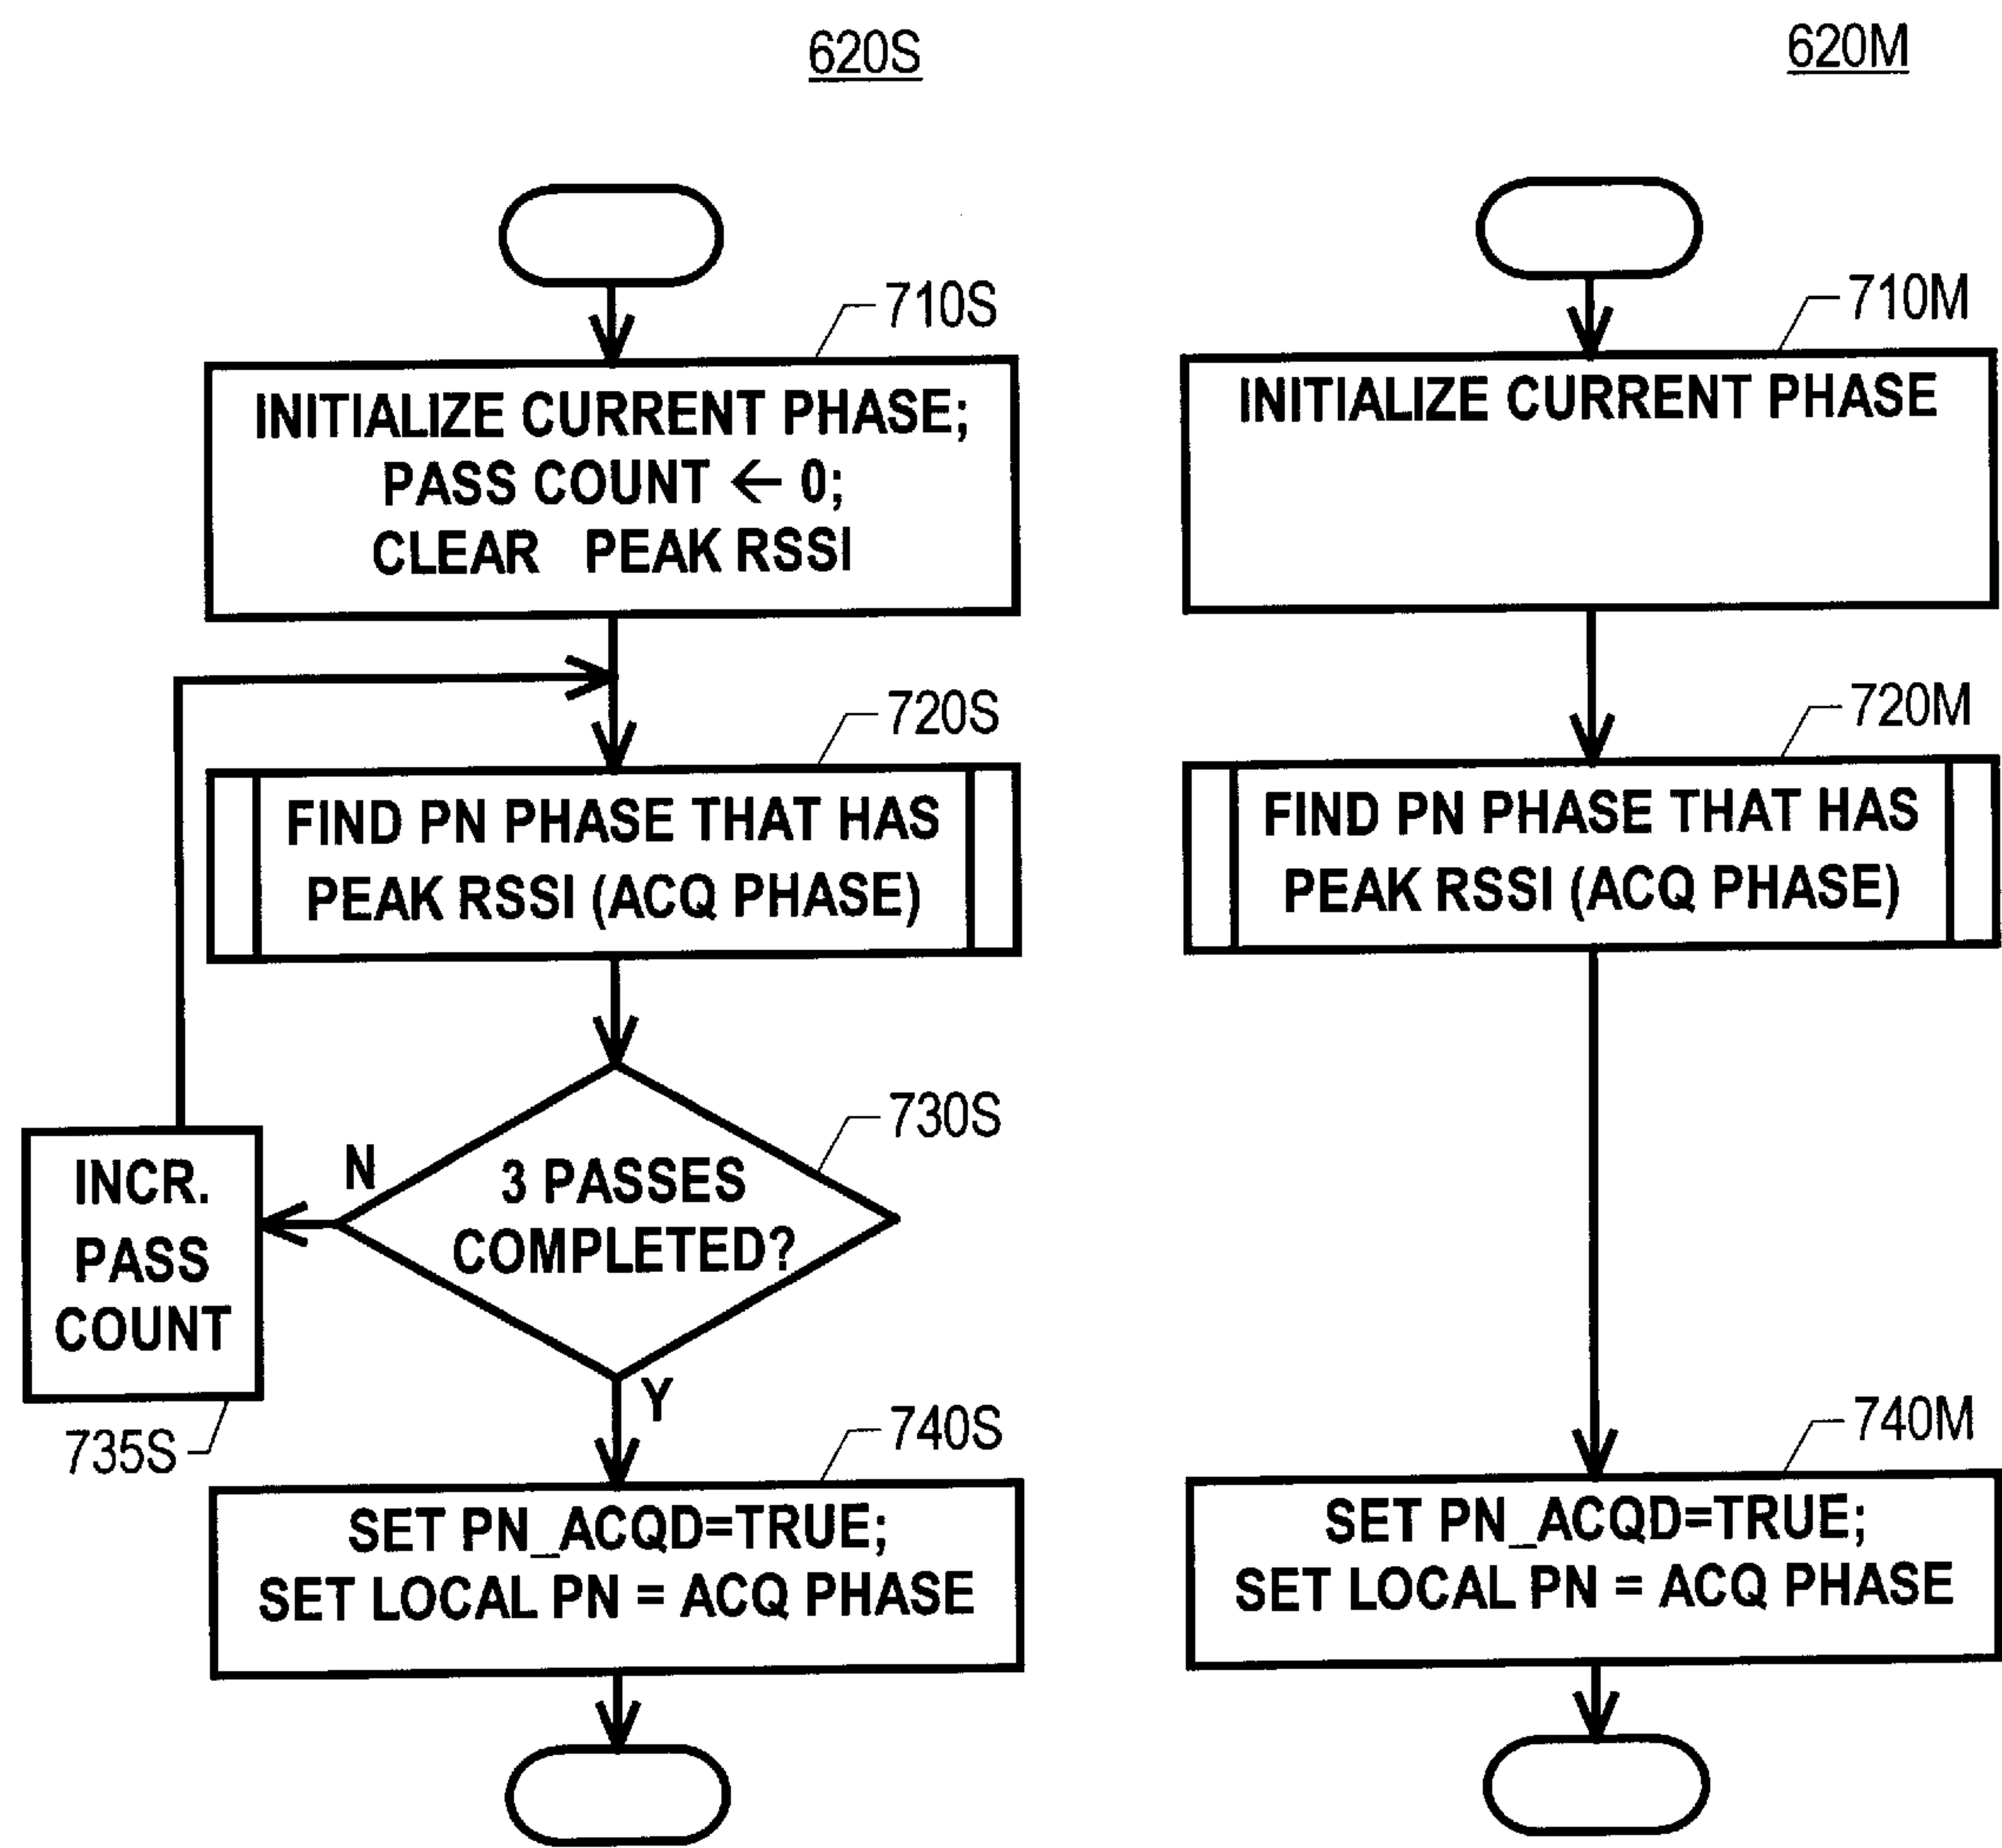 620S
710S
INITIALIZE CURRENT PHASE;
PASS COUNT ← 0;
CLEAR PEAK RSSI
720S
FIND PN PHASE THAT HAS
PEAK RSSI (ACQ PHASE)
730S
3 PASSES
COMPLETED?
N
INCR.
PASS
COUNT
735S
Y
740S
SET PN_ACQD=TRUE;
SET LOCAL PN = ACQ PHASE
620M
710M
INITIALIZE CURRENT PHASE
720M
FIND PN PHASE THAT HAS
PEAK RSSI (ACQ PHASE)
740M
SET PN_ACQD=TRUE;
SET LOCAL PN = ACQ PHASE